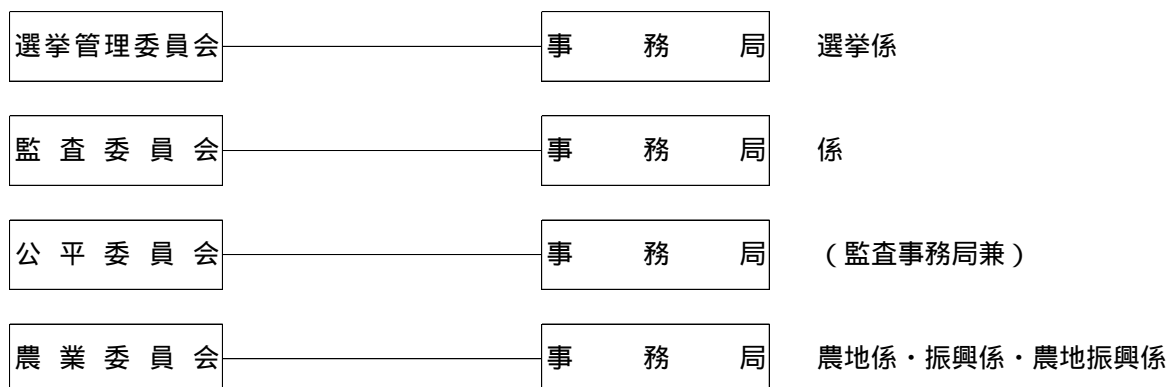 選挙管理委員会 事務局 選挙係
監査委員会 事務局 係
公平委員会 事務局 （監査事務局兼）
農業委員会 事務局 農地係・振興係・農地振興係